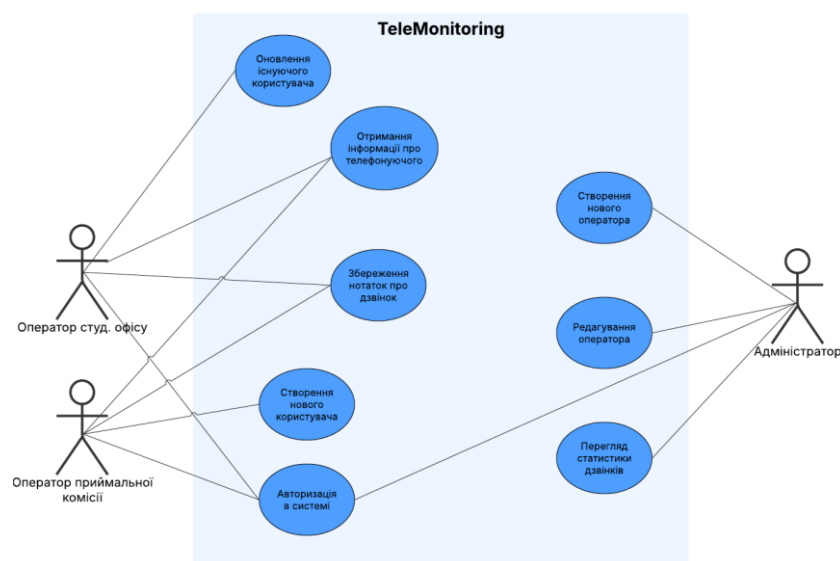 TeleMonitoring
Оновлення
існуючого
користувача
Отримання
інформації про
телефонуючого
Створення
нового
оператора
Збереження
нотаток про
дзвінок
Оператор студ. офісу
Редагування
оператора
Адміністратор
Створення
нового
користувача
Перегляд
статистики
дзвінків
Оператор приймальної
комісії
Авторизація
в системі